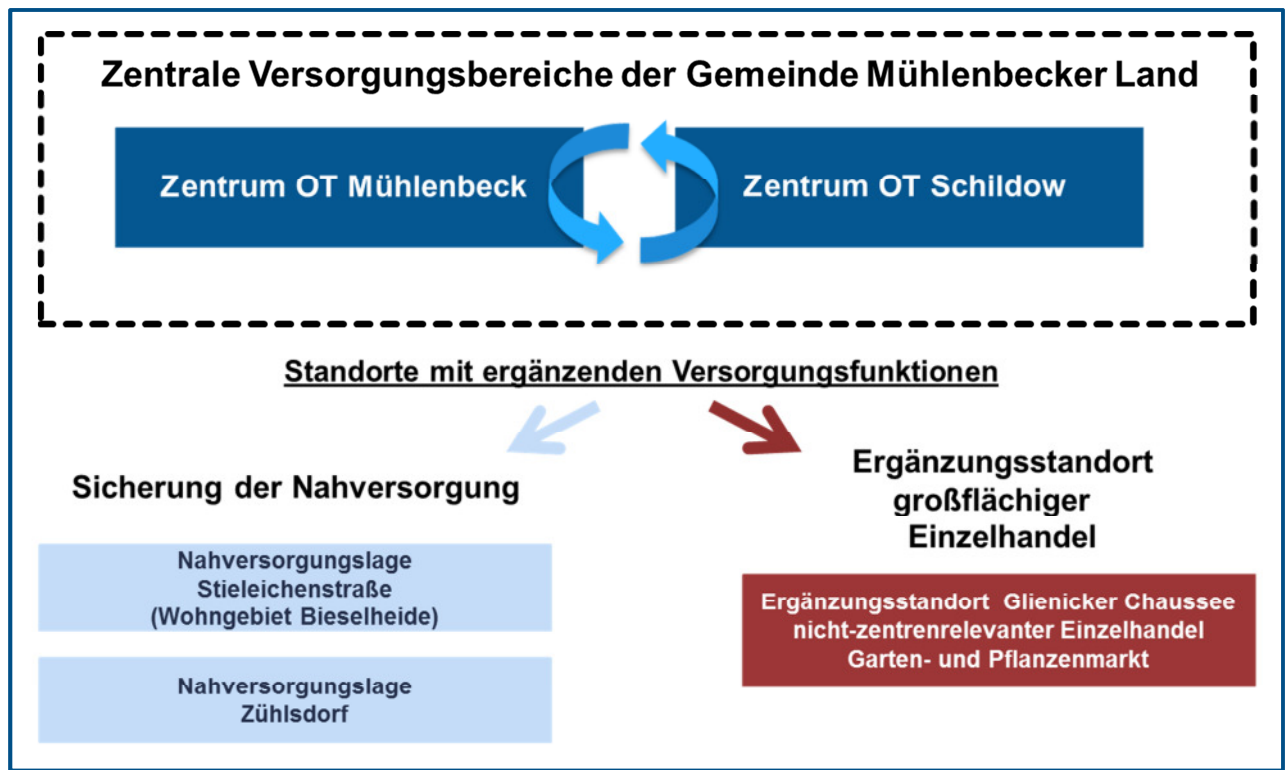 Zentrale Versorgungsbereiche der Gemeinde Mühlenbecker Land
Zentrum OT Mühlenbeck
Zentrum OT Schildow
Standorte mit ergänzenden Versorgungsfunktionen
Sicherung der Nahversorgung
Nahversorgungslage
Stieleichenstraße
(Wohngebiet Bieselheide)
Nahversorgungslage
Zühlsdorf
Ergänzungsstandort
großflächiger
Einzelhandel
Ergänzungsstandort Glienicker Chaussee
nicht-zentrenrelevanter Einzelhandel
Garten- und Pflanzenmarkt